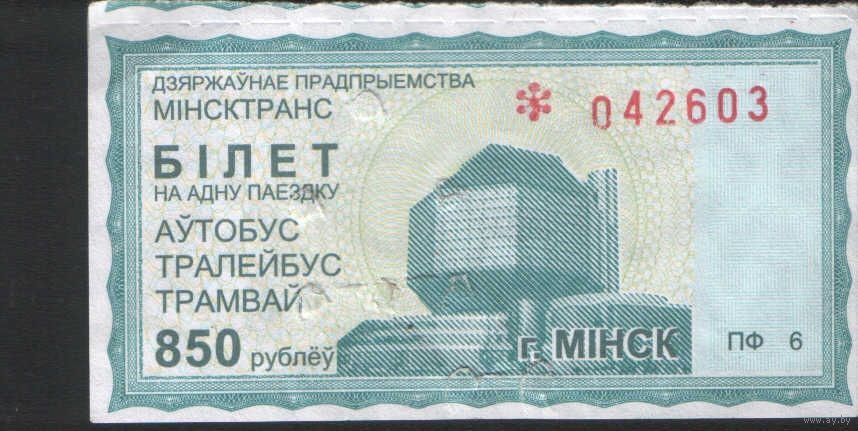 ДЗЯРЖАЎНАЕ ПРАДПРЫЕМСТВА
МІНСКТРАНС
* 042603
БІЛЕТ
НА АДНУ ПАЕЗДКУ
АЎТОБУС
ТРАЛЕЙБУС
ТРАМВАЙ
850 рублёў
г. МІНСК
ПФ 6
www.ay.by